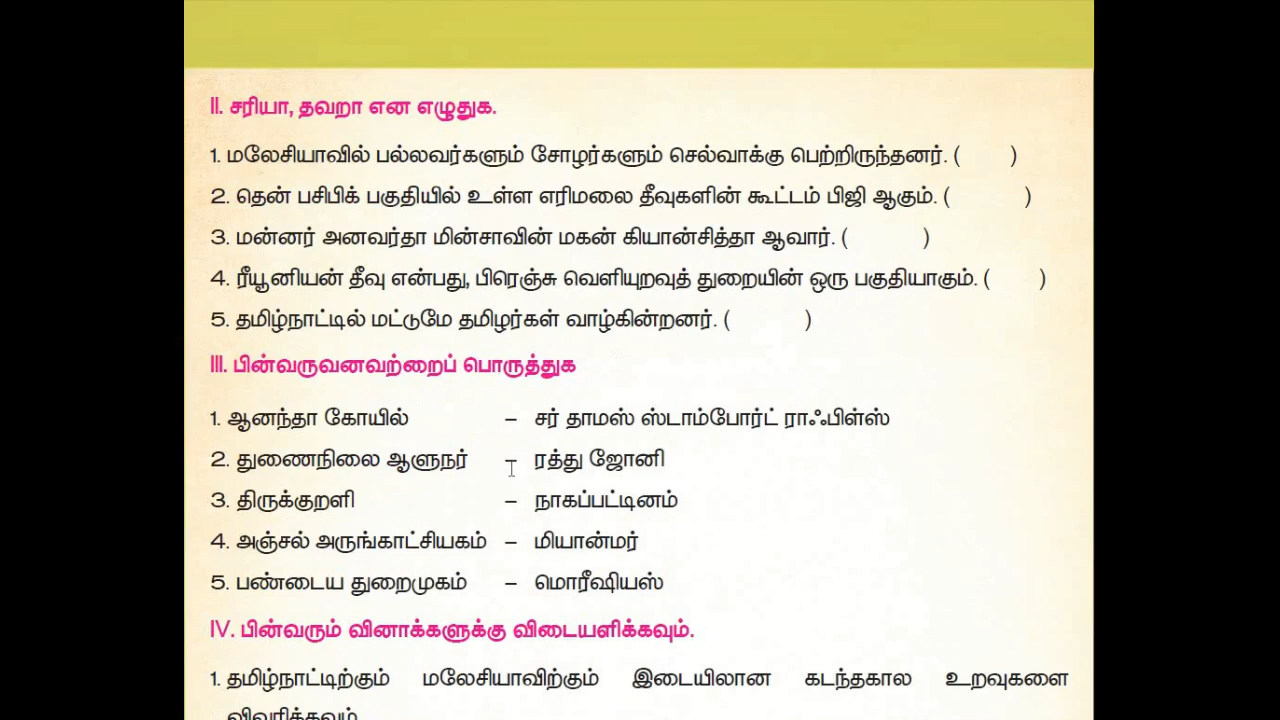 II. சரியா, தவறா என எழுதுக.
1. மலேசியாவில் பல்லவர்களும் சோழர்களும் செல்வாக்கு பெற்றிருந்தனர். ( )
2. தென் பசிபிக் பகுதியில் உள்ள எரிமலை தீவுகளின் கூட்டம் பிஜி ஆகும். ( )
3. மன்னர் அனவர்தா மின்சாவின் மகன் கியான்சித்தா ஆவார். ( )
4. ரீயூனியன் தீவு என்பது, பிரெஞ்சு வெளியுறவுத் துறையின் ஒரு பகுதியாகும். ( )
5. தமிழ்நாட்டில் மட்டுமே தமிழர்கள் வாழ்கின்றனர். ( )
III. பின்வருவனவற்றைப் பொருத்துக
1. ஆனந்தா கோயில் – சர் தாமஸ் ஸ்டாம்போர்ட் ராஃபிள்ஸ்
2. துணைநிலை ஆளுநர் – ரத்து ஜோனி
3. திருக்குறளி – நாகப்பட்டினம்
4. அஞ்சல் அருங்காட்சியகம் – மியான்மர்
5. பண்டைய துறைமுகம் – மொரீஷியஸ்
IV. பின்வரும் வினாக்களுக்கு விடையளிக்கவும்.
1. தமிழ்நாட்டிற்கும் மலேசியாவிற்கும் இடையிலான கடந்தகால உறவுகளை
விவரிக்கவும்